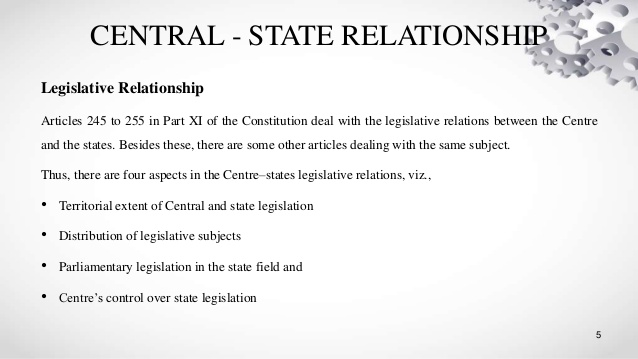 CENTRAL - STATE RELATIONSHIP
Legislative Relationship
Articles 245 to 255 in Part XI of the Constitution deal with the legislative relations between the Centre
and the states. Besides these, there are some other articles dealing with the same subject.
Thus, there are four aspects in the Centre–states legislative relations, viz.,
• Territorial extent of Central and state legislation
• Distribution of legislative subjects
• Parliamentary legislation in the state field and
• Centre’s control over state legislation
5